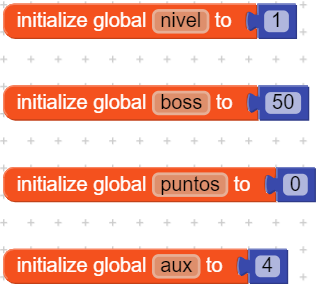 initialize global nivel to 1
initialize global boss to 50
initialize global puntos to 0
initialize global aux to 4